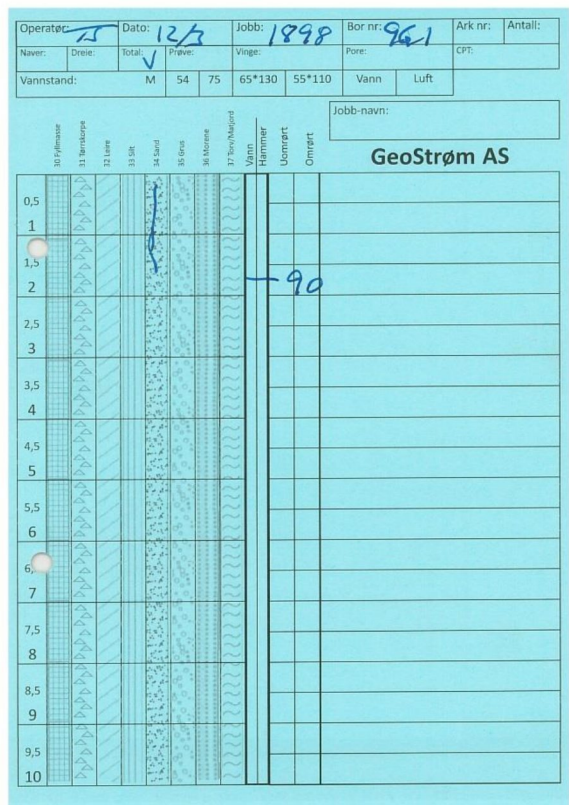 Operatør: TS Dato: 12/3 Jobb: 1898 Bor nr: 961 Ark nr: Antall:
Naver: Dreie: Total: √ Prøve: Vinge: Pore: CPT:
Vannstand: M 54 75 65*130 55*110 Vann Luft
Jobb-navn:
30 Fyllmasse
31 Tørrskorpe
32 Leire
33 Silt
34 Sand
35 Grus
36 Morene
37 Torv/Matjord
Vann
Hammer
Uomrørt
Omrørt
GeoStrøm AS
0,5
1
1,5
2
90
2,5
3
3,5
4
4,5
5
5,5
6
6,
7
7,5
8
8,5
9
9,5
10